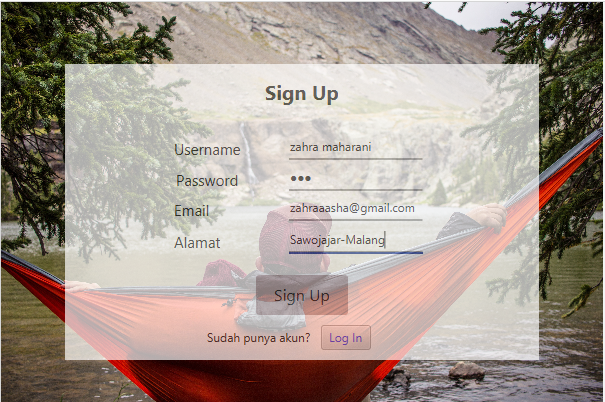 Sign Up
Username zahra maharani
Password •••
Email zahraaasha@gmail.com
Alamat Sawojajar-Malang
Sign Up
Sudah punya akun? Log In